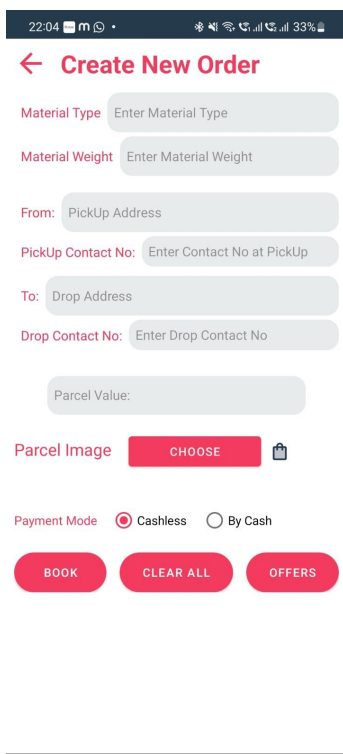 22:04 m • 33%
Create New Order
Material Type Enter Material Type
Material Weight Enter Material Weight
From: PickUp Address
PickUp Contact No: Enter Contact No at PickUp
To: Drop Address
Drop Contact No: Enter Drop Contact No
Parcel Value:
Parcel Image CHOOSE
Payment Mode Cashless By Cash
BOOK CLEAR ALL OFFERS